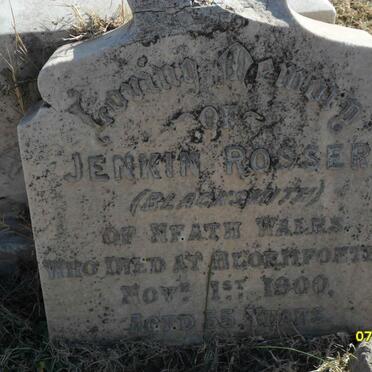 In Loving Memory
OF
JENKIN ROSSER
(BLACKSMITH)
OF NEATH WALES
WHO DIED AT BLOEMFONTEIN
NOVR 1ST 1900.
AGED YEARS
07